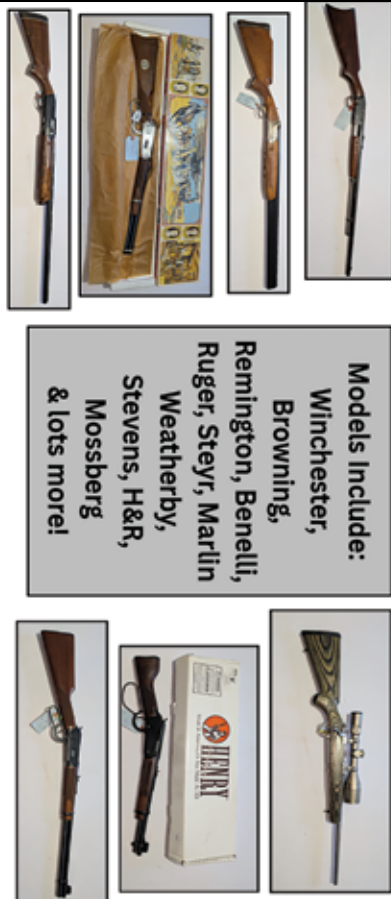 Models Include:
Winchester,
Browning,
Remington, Benelli,
Ruger, Steyr, Marlin
Weatherby,
Stevens, H&R,
Mossberg
& lots more!
HENRY